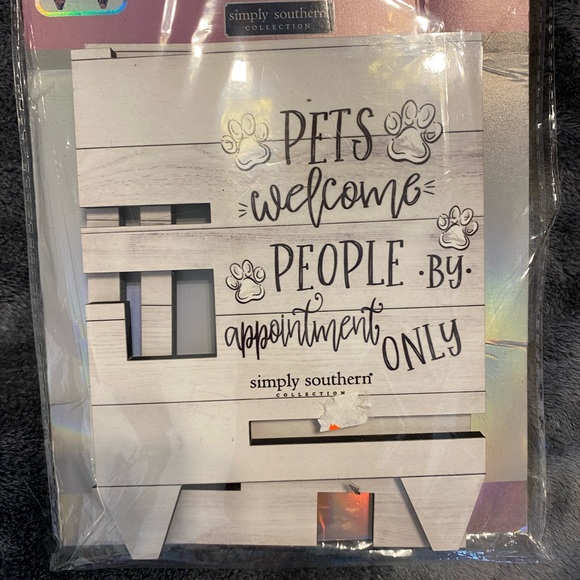 simply southern
COLLECTION
PETS
welcome
PEOPLE ·BY·
appointment ONLY
simply southern®
COLLECTION